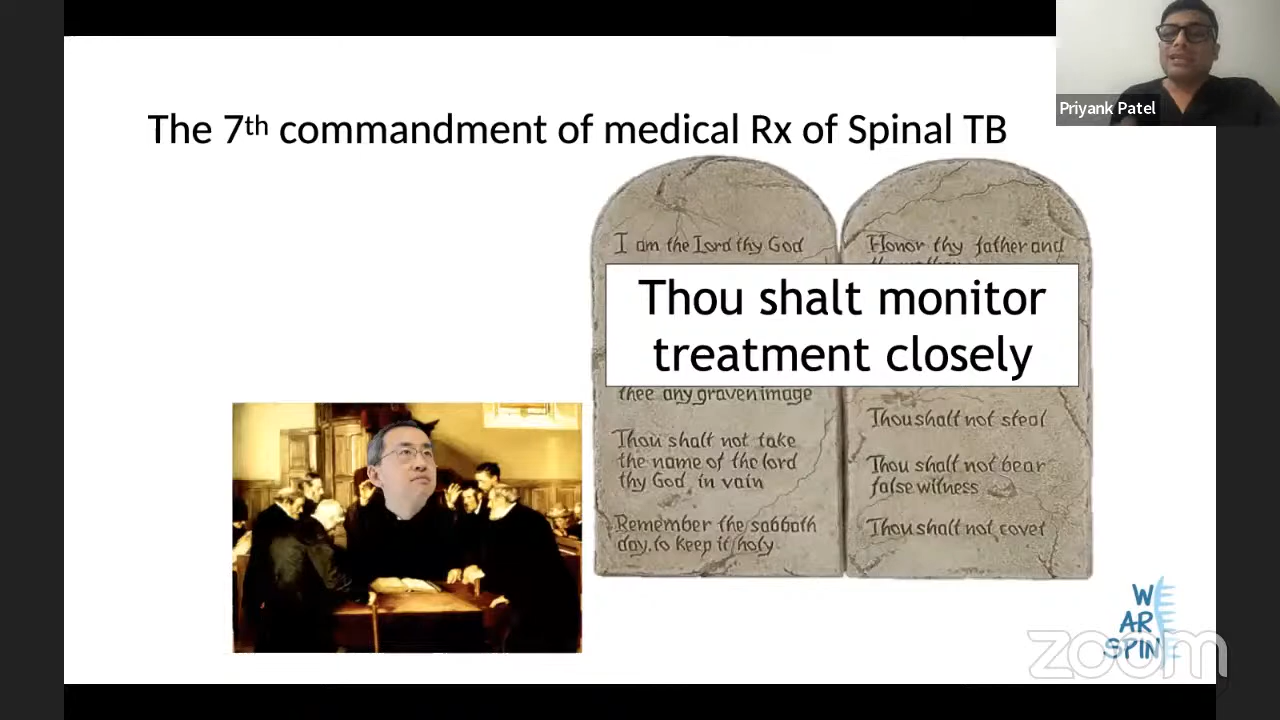 Priyank Patel
The 7th commandment of medical Rx of Spinal TB
I am the Lord thy God
Thou shalt monitor
treatment closely
thee any graven image
Thou shalt not take
the name of the lord
thy God in vain
Remember the sabbath
day, to keep it holy
Honor thy father and
Thou shalt not steal
Thou shalt not bear
false witness
Thou shalt not covet
W
AR
SPIN
zoom